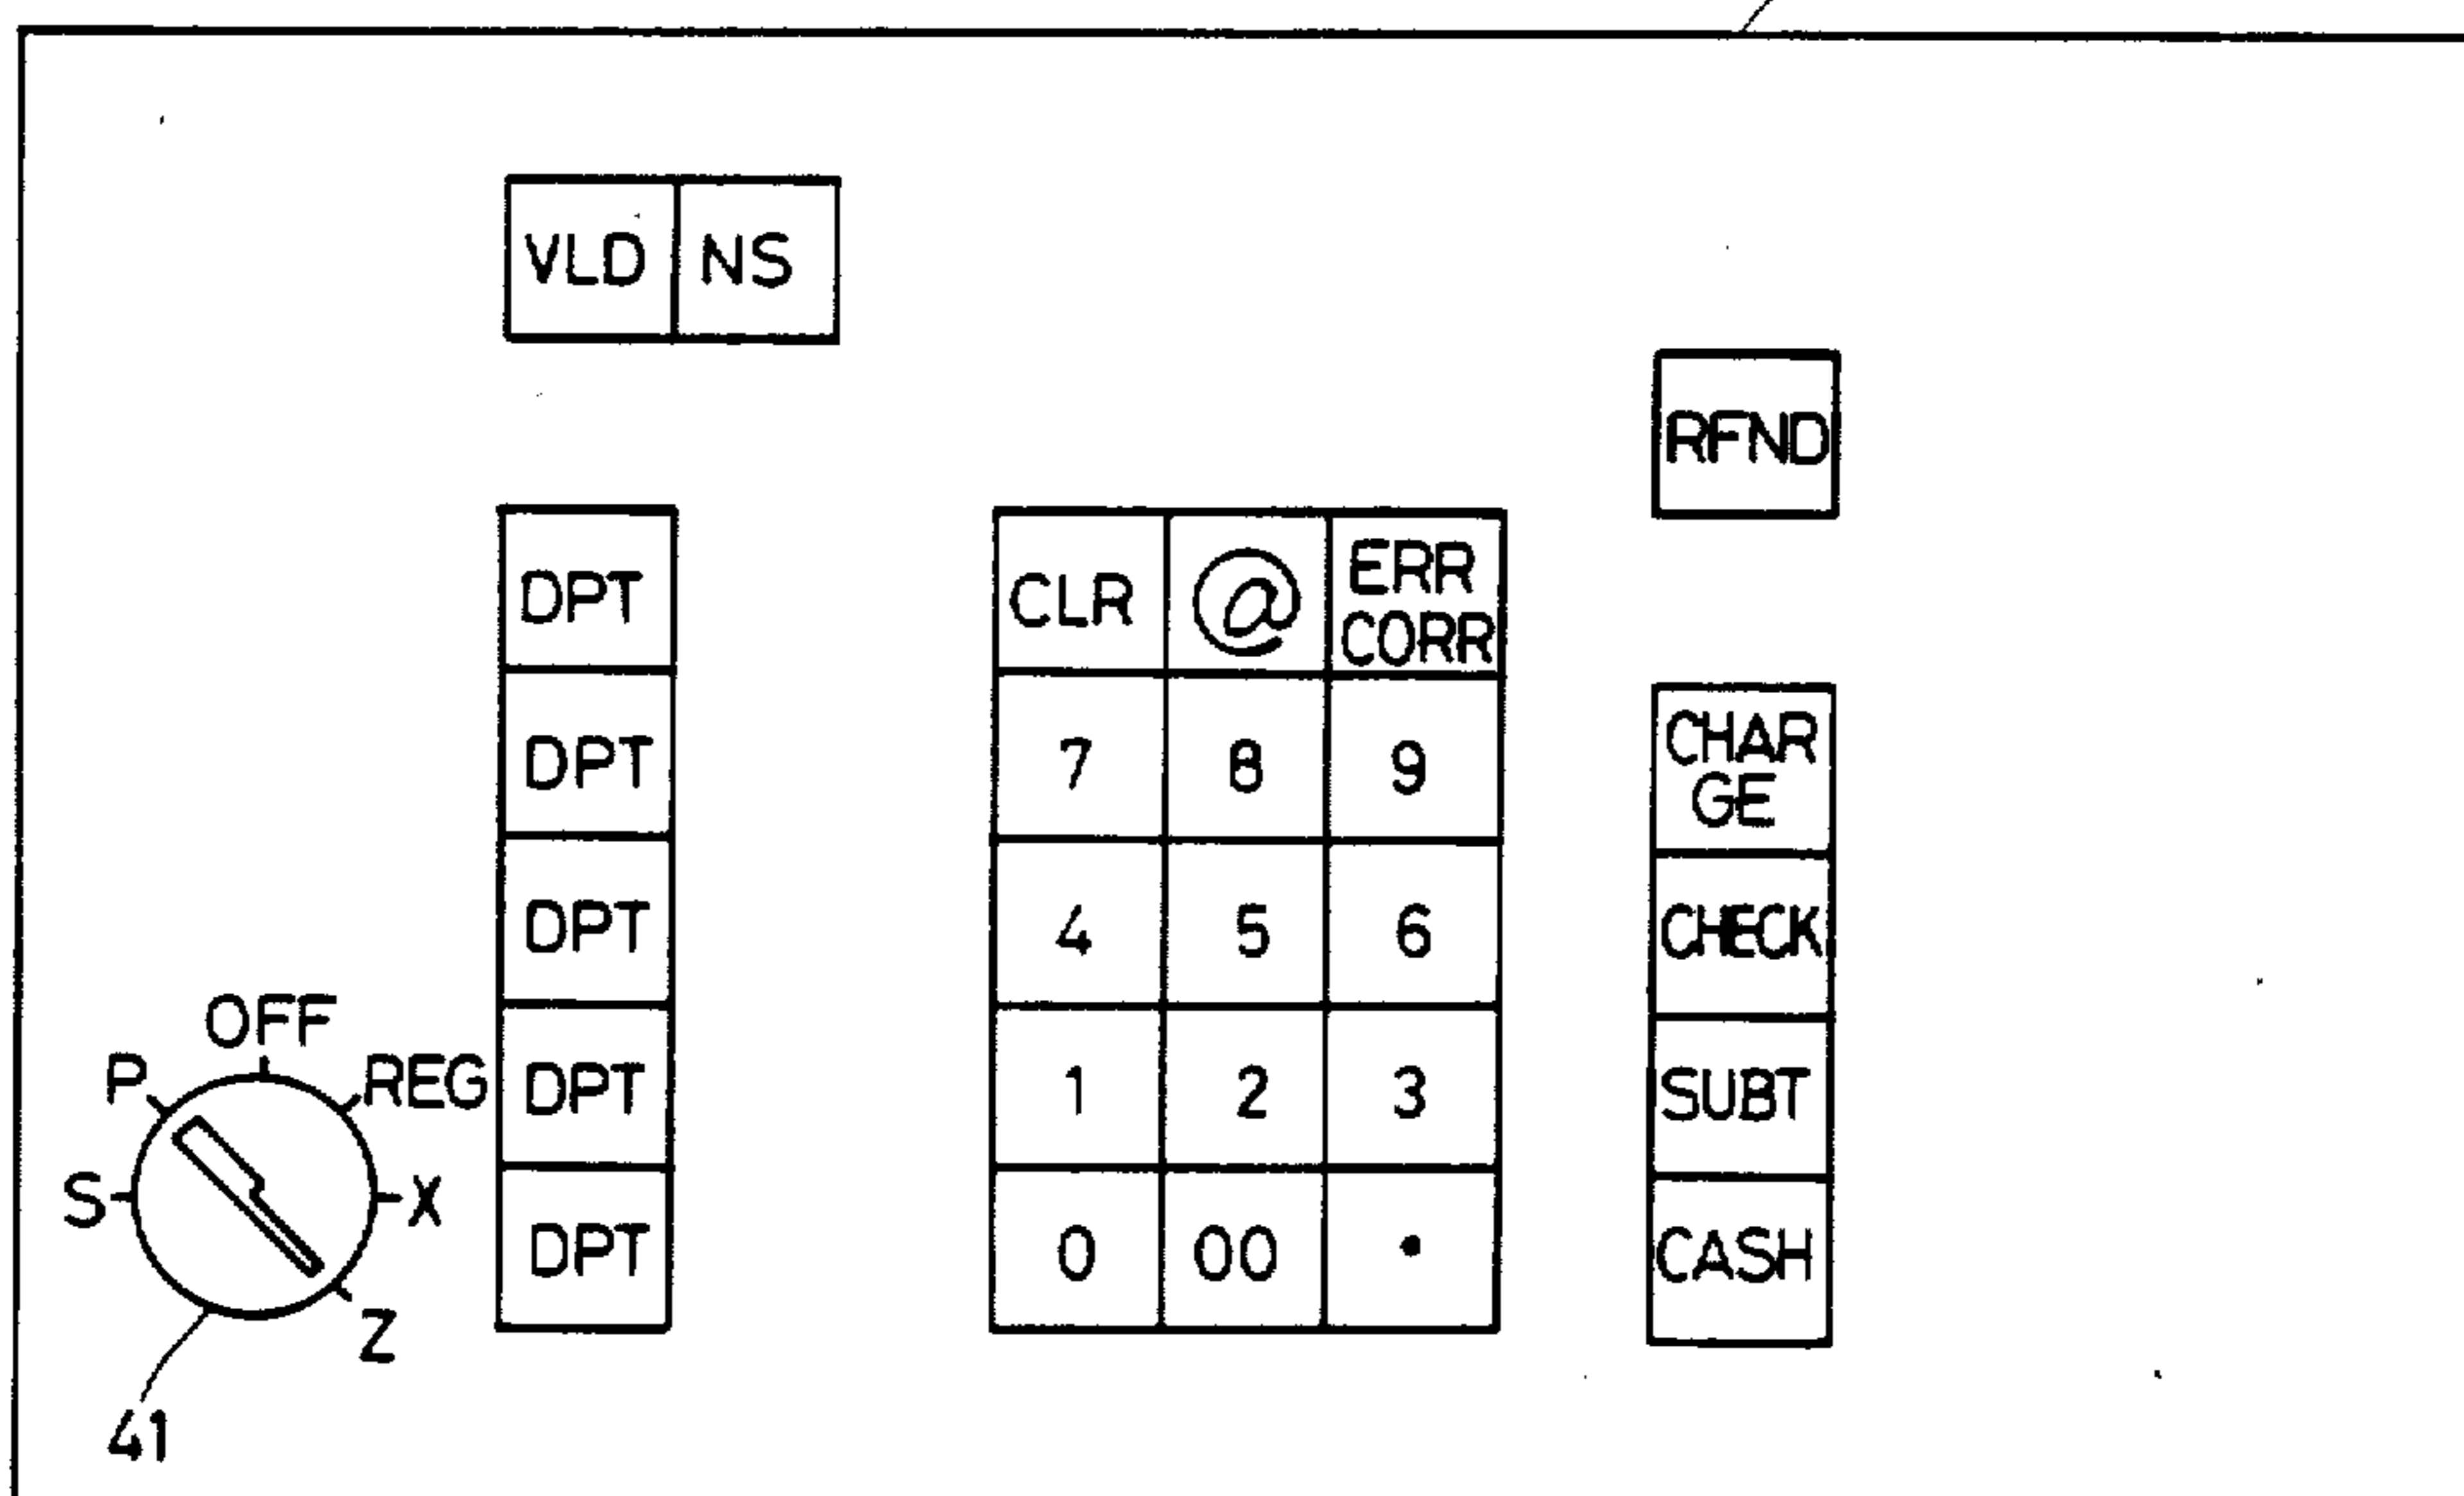 VLD NS
RFND
DPT
DPT
DPT
DPT
DPT
CLR @ ERR
CORR
7 8 9
4 5 6
1 2 3
0 00 •
CHAR
GE
CHECK
SUBT
CASH
OFF
P
REG
S
X
Z
41